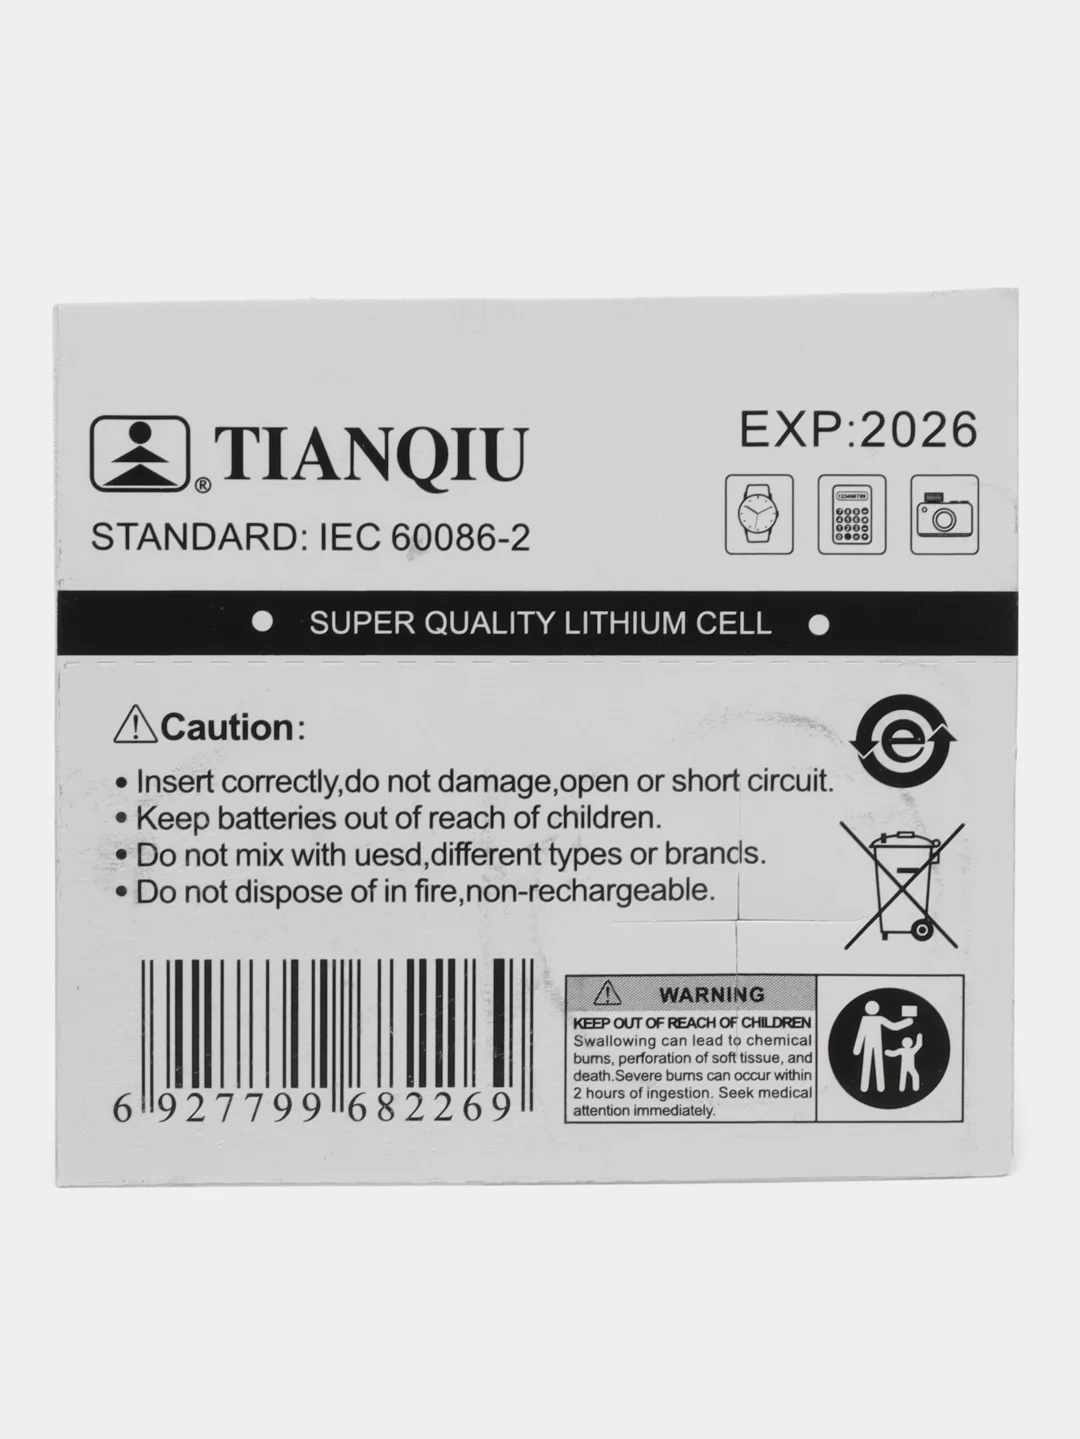 TIANQIU
®
EXP:2026
STANDARD: IEC 60086-2
• SUPER QUALITY LITHIUM CELL •
Caution:
• Insert correctly,do not damage,open or short circuit.
• Keep batteries out of reach of children.
• Do not mix with uesd,different types or brands.
• Do not dispose of in fire,non-rechargeable.
6 927799 682269
WARNING
KEEP OUT OF REACH OF CHILDREN
Swallowing can lead to chemical
burns, perforation of soft tissue, and
death.Severe burns can occur within
2 hours of ingestion. Seek medical
attention immediately.